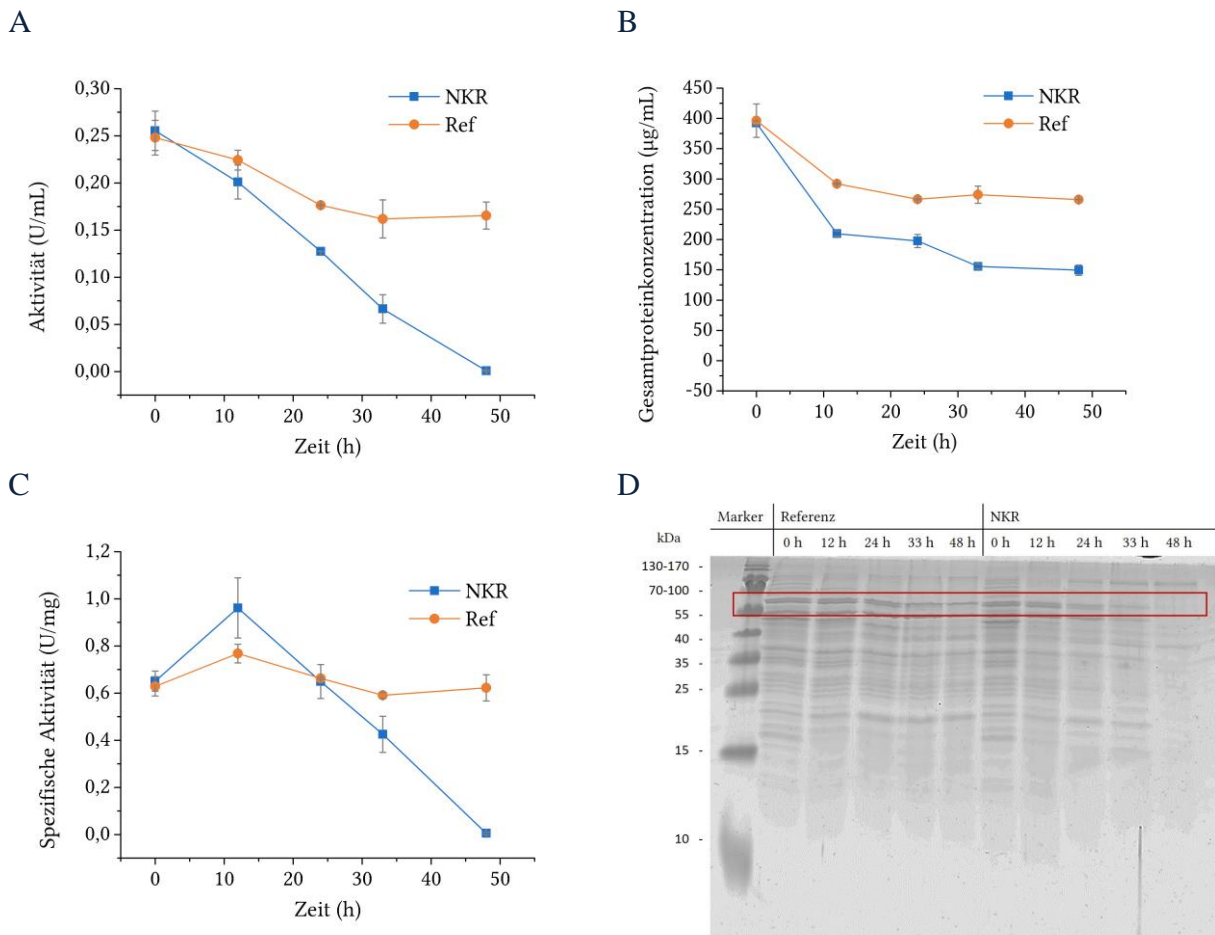 A
0,30
0,25
0,20
0,15
0,10
0,05
0,00
Aktivität (U/mL)
NKR
Ref
0 10 20 30 40 50
Zeit (h)
B
450
400
350
300
250
200
150
100
50
0
-50
Gesamtproteinkonzentration (µg/mL)
NKR
Ref
0 10 20 30 40 50
Zeit (h)
C
1,2
1,0
0,8
0,6
0,4
0,2
0,0
Spezifische Aktivität (U/mg)
NKR
Ref
0 10 20 30 40 50
Zeit (h)
D
Marker Referenz NKR
kDa 0 h 12 h 24 h 33 h 48 h 0 h 12 h 24 h 33 h 48 h
130-170 -
70-100 -
55 -
40 -
35 -
25 -
15 -
10 -